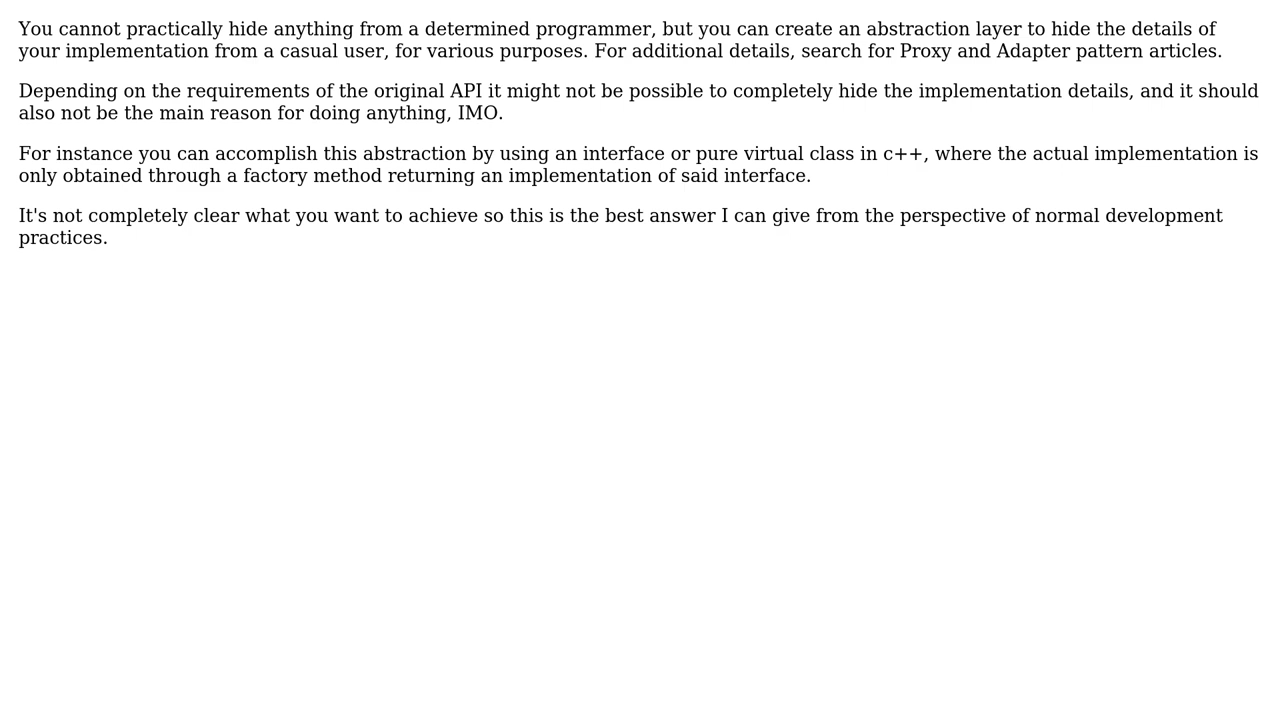 You cannot practically hide anything from a determined programmer, but you can create an abstraction layer to hide the details of
your implementation from a casual user, for various purposes. For additional details, search for Proxy and Adapter pattern articles.
Depending on the requirements of the original API it might not be possible to completely hide the implementation details, and it should
also not be the main reason for doing anything, IMO.
For instance you can accomplish this abstraction by using an interface or pure virtual class in c++, where the actual implementation is
only obtained through a factory method returning an implementation of said interface.
It's not completely clear what you want to achieve so this is the best answer I can give from the perspective of normal development
practices.